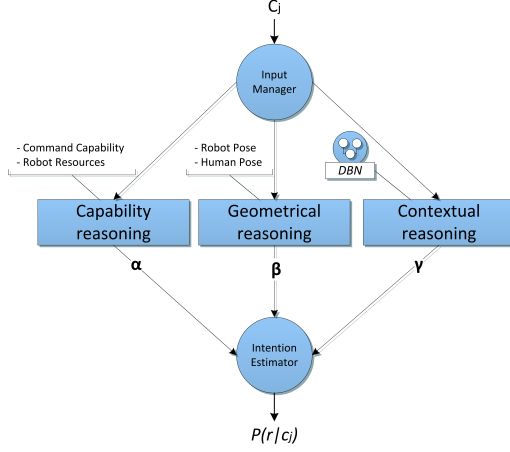 Cj
Input
Manager
- Command Capability
- Robot Resources
- Robot Pose
- Human Pose
DBN
Capability
reasoning
Geometrical
reasoning
Contextual
reasoning
α
β
γ
Intention
Estimator
P(r|cj)